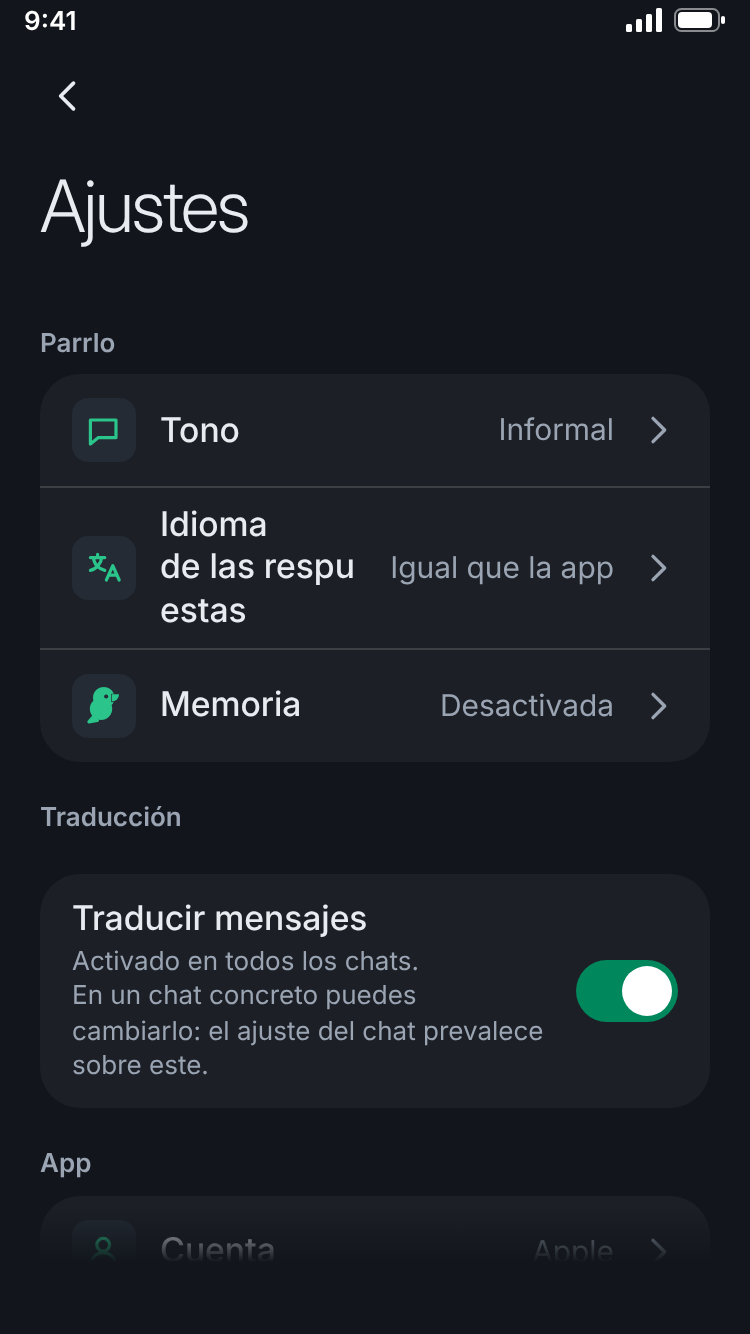 9:41
Ajustes
Parrlo
Tono
Informal
Idioma
de las respu
estas
Igual que la app
Memoria
Desactivada
Traducción
Traducir mensajes
Activado en todos los chats.
En un chat concreto puedes
cambiarlo: el ajuste del chat prevalece
sobre este.
App
Cuenta
Apple